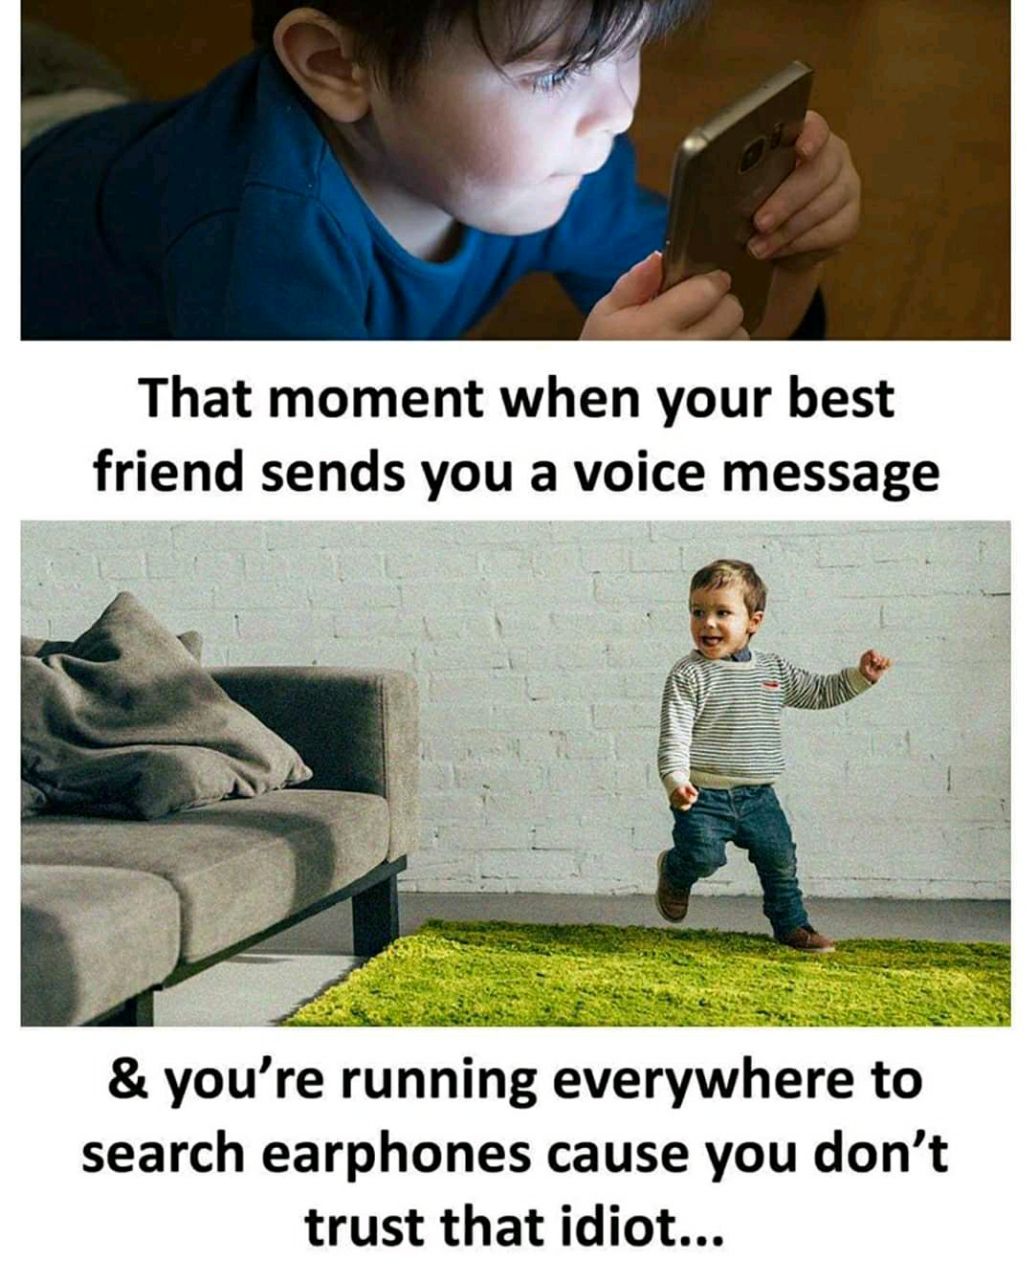 That moment when your best
friend sends you a voice message
& you’re running everywhere to
search earphones cause you don’t
trust that idiot...